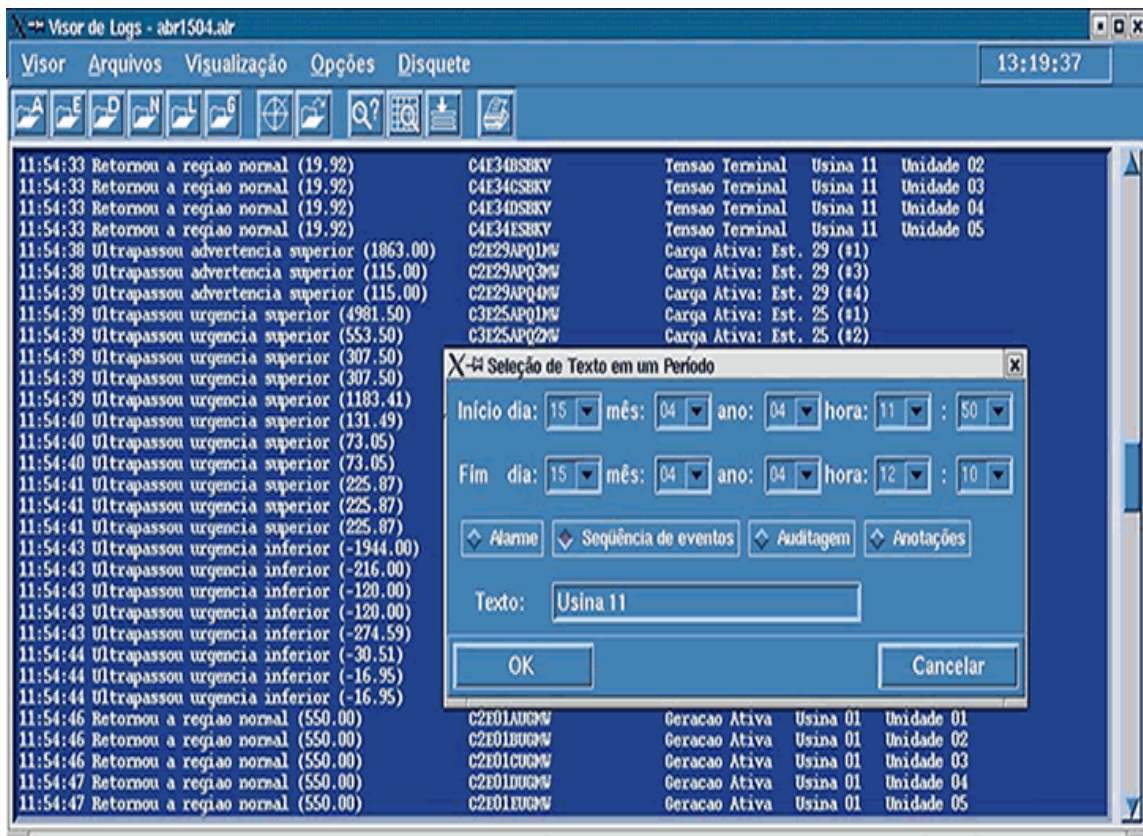 Visor de Logs - abr1504.alr
Visor Arquivos Visualização Opções Disquete 13:19:37
A E D N L G ?
11:54:33 Retornou a regiao normal (19.92) C4E34BSBKV Tensao Terminal Usina 11 Unidade 02
11:54:33 Retornou a regiao normal (19.92) C4E34CSBKV Tensao Terminal Usina 11 Unidade 03
11:54:33 Retornou a regiao normal (19.92) C4E34DSBKV Tensao Terminal Usina 11 Unidade 04
11:54:33 Retornou a regiao normal (19.92) C4E34ESBKV Tensao Terminal Usina 11 Unidade 05
11:54:38 Ultrapassou advertencia superior (1863.00) C2E29APQ1MW Carga Ativa: Est. 29 (#1)
11:54:38 Ultrapassou advertencia superior (115.00) C2E29APQ3MW Carga Ativa: Est. 29 (#3)
11:54:39 Ultrapassou advertencia superior (115.00) C2E29APQ4MW Carga Ativa: Est. 29 (#4)
11:54:39 Ultrapassou urgencia superior (4981.50) C3E25APQ1MW Carga Ativa: Est. 25 (#1)
11:54:39 Ultrapassou urgencia superior (553.50) C3E25APQ2MW Carga Ativa: Est. 25 (#2)
11:54:39 Ultrapassou urgencia superior (307.50)
11:54:39 Ultrapassou urgencia superior (307.50)
11:54:39 Ultrapassou urgencia superior (1183.41)
11:54:40 Ultrapassou urgencia superior (131.49)
11:54:40 Ultrapassou urgencia superior (73.05)
11:54:40 Ultrapassou urgencia superior (73.05)
11:54:41 Ultrapassou urgencia superior (225.87)
11:54:41 Ultrapassou urgencia superior (225.87)
11:54:41 Ultrapassou urgencia superior (225.87)
11:54:43 Ultrapassou urgencia inferior (-1944.00)
11:54:43 Ultrapassou urgencia inferior (-216.00)
11:54:43 Ultrapassou urgencia inferior (-120.00)
11:54:43 Ultrapassou urgencia inferior (-120.00)
11:54:43 Ultrapassou urgencia inferior (-274.59)
11:54:44 Ultrapassou urgencia inferior (-30.51)
11:54:44 Ultrapassou urgencia inferior (-16.95)
11:54:44 Ultrapassou urgencia inferior (-16.95)
11:54:46 Retornou a regiao normal (550.00) C2E01AUGMW Geracao Ativa Usina 01 Unidade 01
11:54:46 Retornou a regiao normal (550.00) C2E01BUGMW Geracao Ativa Usina 01 Unidade 02
11:54:46 Retornou a regiao normal (550.00) C2E01CUGMW Geracao Ativa Usina 01 Unidade 03
11:54:47 Retornou a regiao normal (550.00) C2E01DUGMW Geracao Ativa Usina 01 Unidade 04
11:54:47 Retornou a regiao normal (550.00) C2E01EUGMW Geracao Ativa Usina 01 Unidade 05
Seleção de Texto em um Período
Início dia: 15 mês: 04 ano: 04 hora: 11 : 50
Fim dia: 15 mês: 04 ano: 04 hora: 12 : 10
Alarme Seqüência de eventos Auditagem Anotações
Texto: Usina 11
OK Cancelar